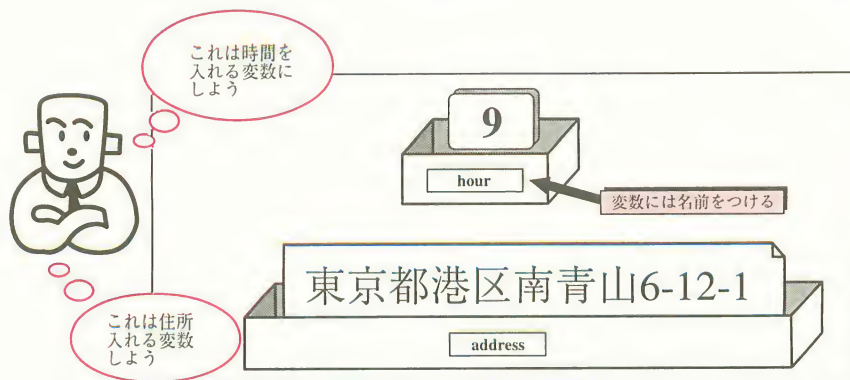 これは時間を
入れる変数に
しよう
9
hour
変数には名前をつける
東京都港区南青山6-12-1
これは住所
入れる変数
しよう
address